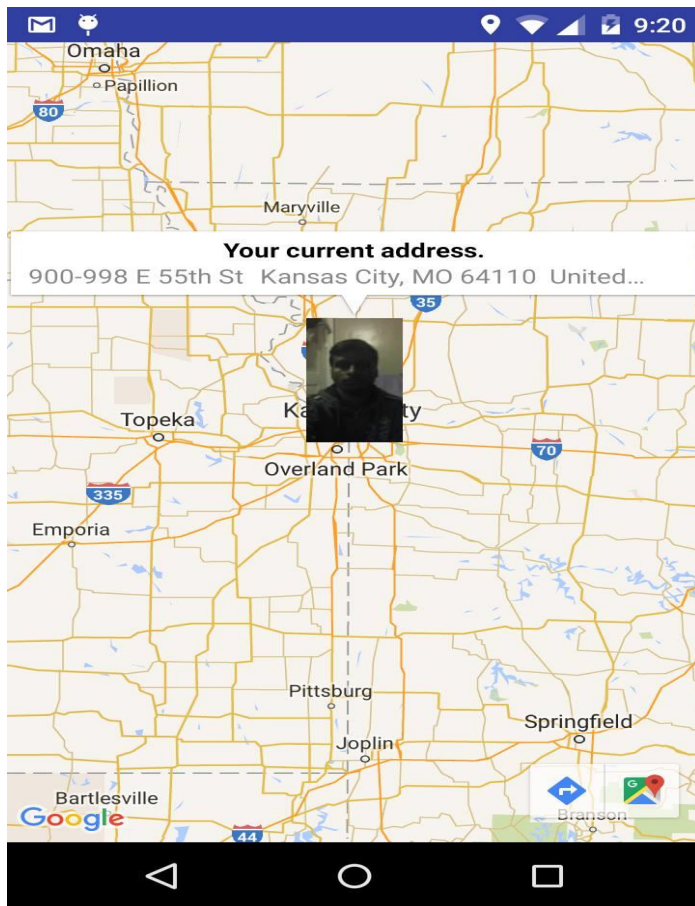 9:20
Omaha
Papillion
80
Maryville
Your current address.
900-998 E 55th St Kansas City, MO 64110 United...
35
Topeka
70
Overland Park
335
Emporia
Pittsburg
Springfield
Joplin
Bartlesville
Google
G
Branson
44